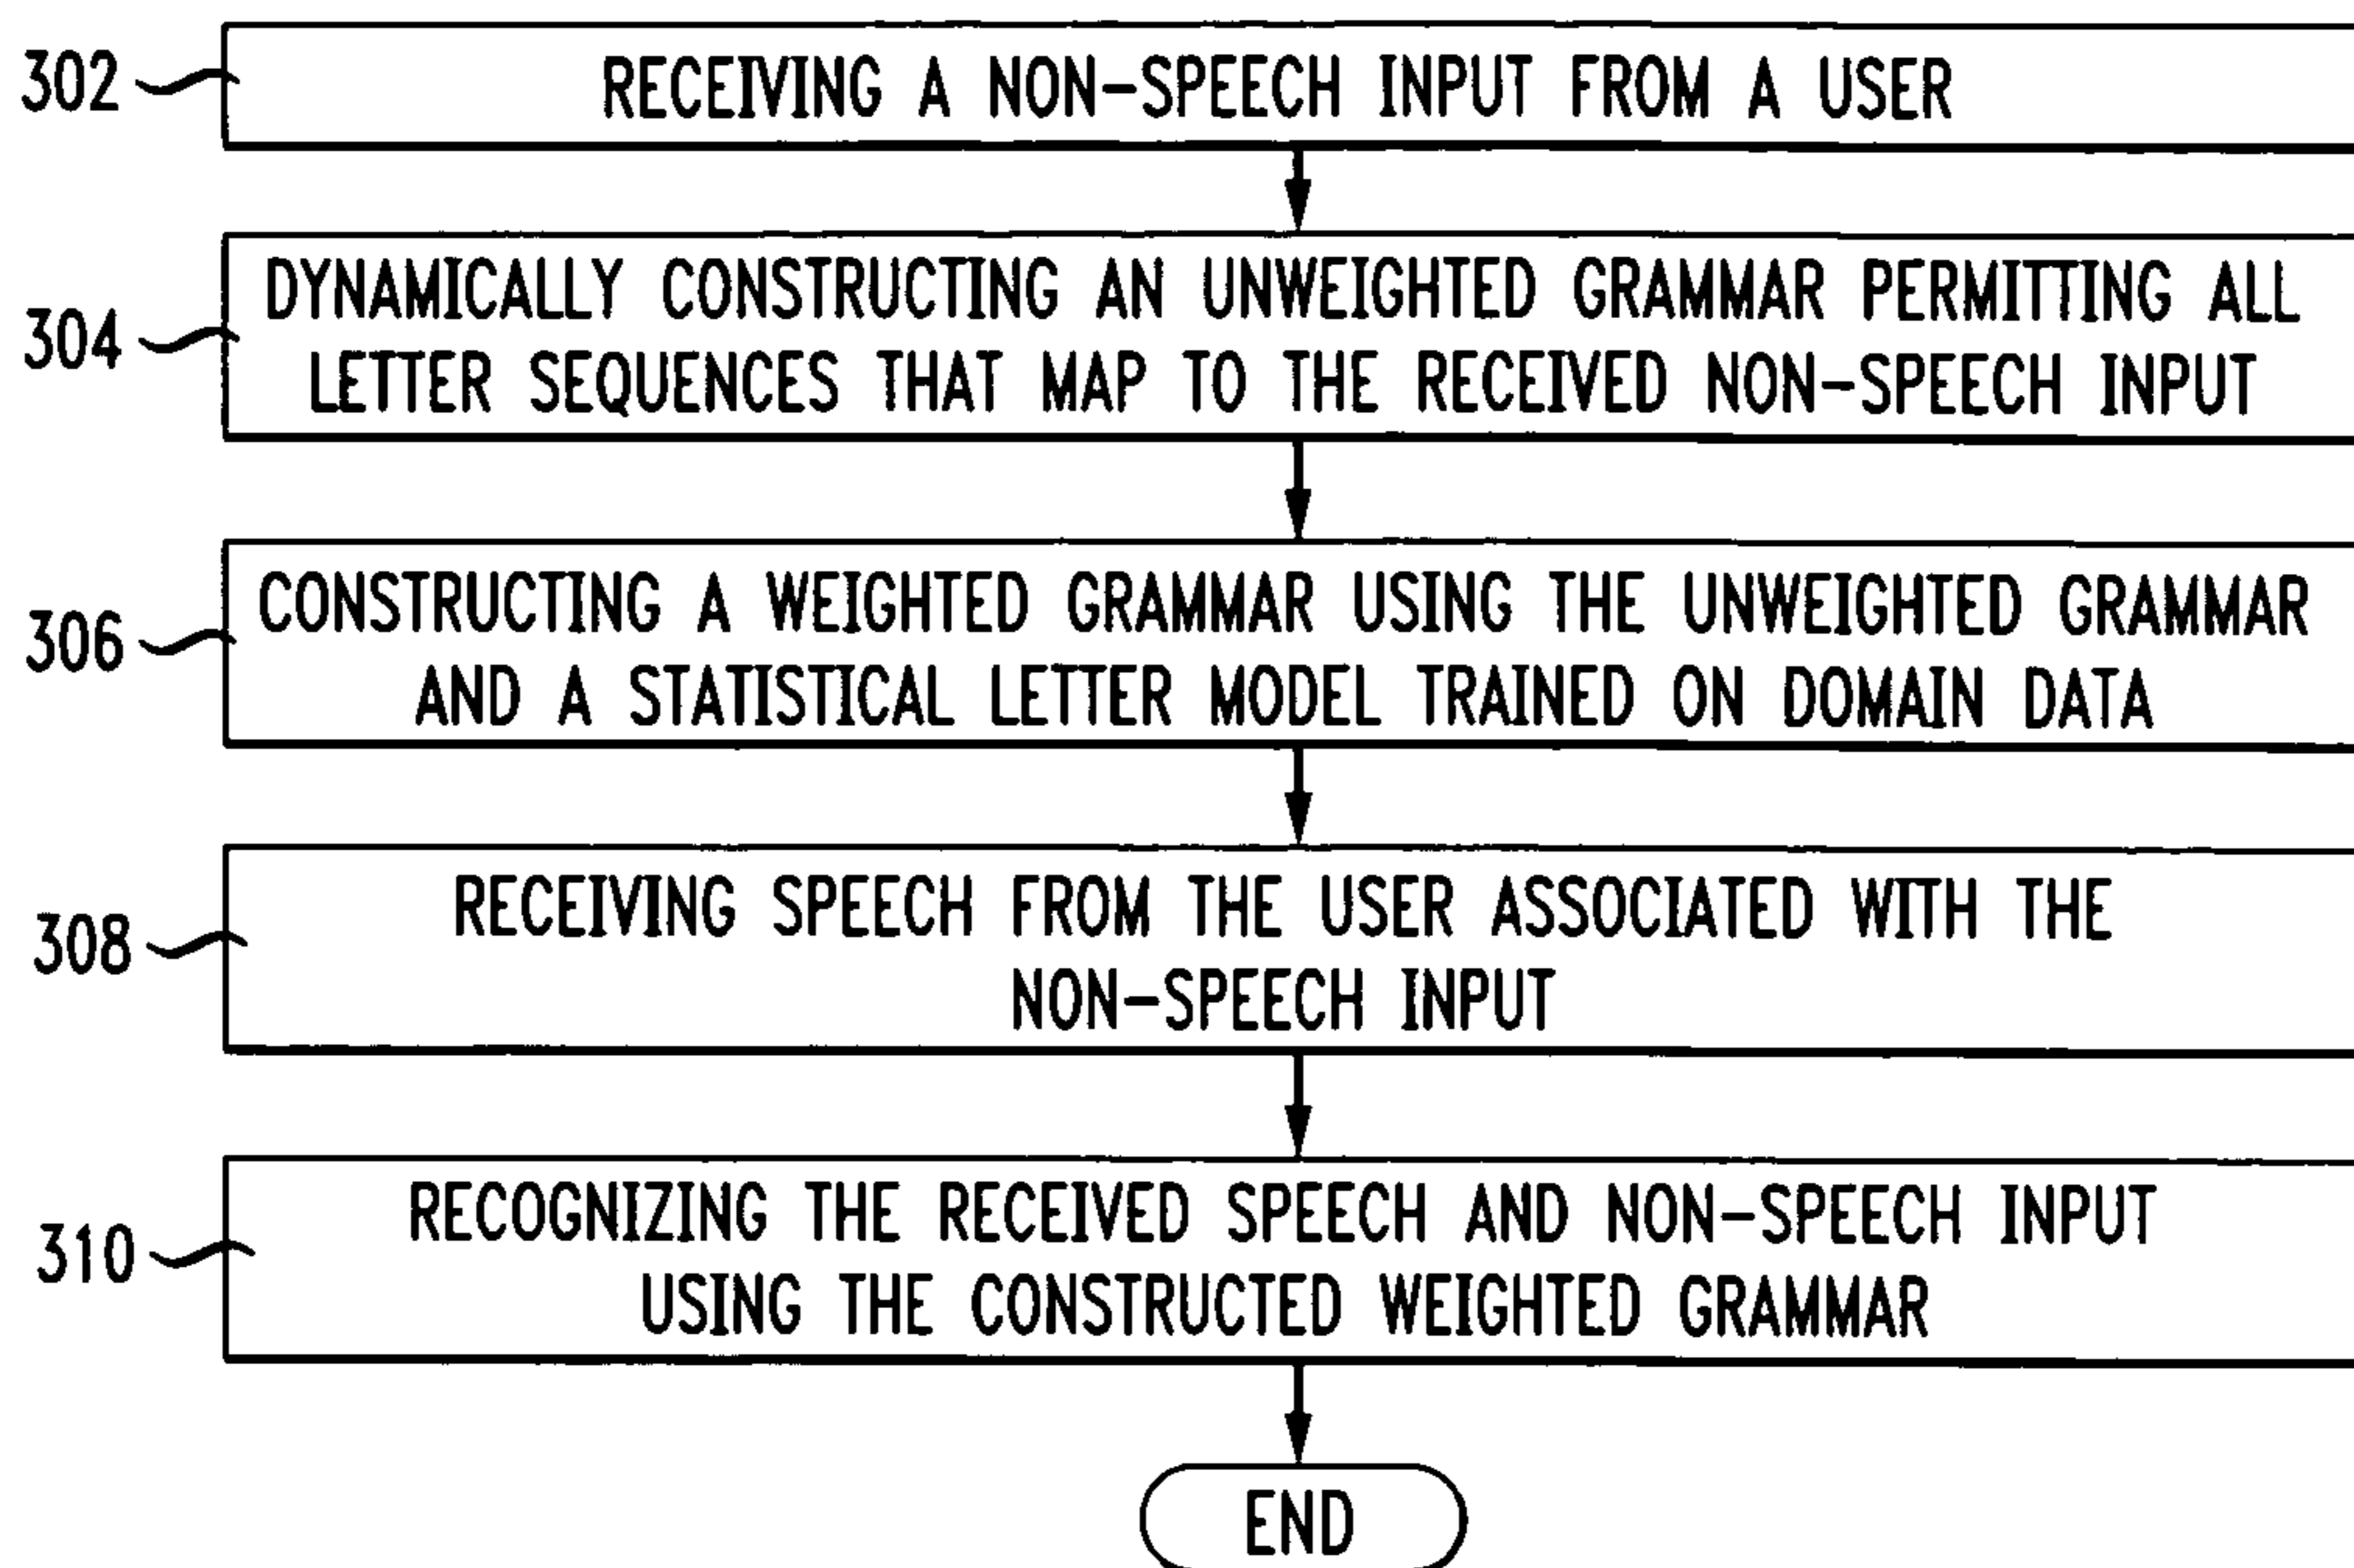 302
RECEIVING A NON-SPEECH INPUT FROM A USER
304
DYNAMICALLY CONSTRUCTING AN UNWEIGHTED GRAMMAR PERMITTING ALL
LETTER SEQUENCES THAT MAP TO THE RECEIVED NON-SPEECH INPUT
306
CONSTRUCTING A WEIGHTED GRAMMAR USING THE UNWEIGHTED GRAMMAR
AND A STATISTICAL LETTER MODEL TRAINED ON DOMAIN DATA
308
RECEIVING SPEECH FROM THE USER ASSOCIATED WITH THE
NON-SPEECH INPUT
310
RECOGNIZING THE RECEIVED SPEECH AND NON-SPEECH INPUT
USING THE CONSTRUCTED WEIGHTED GRAMMAR
END